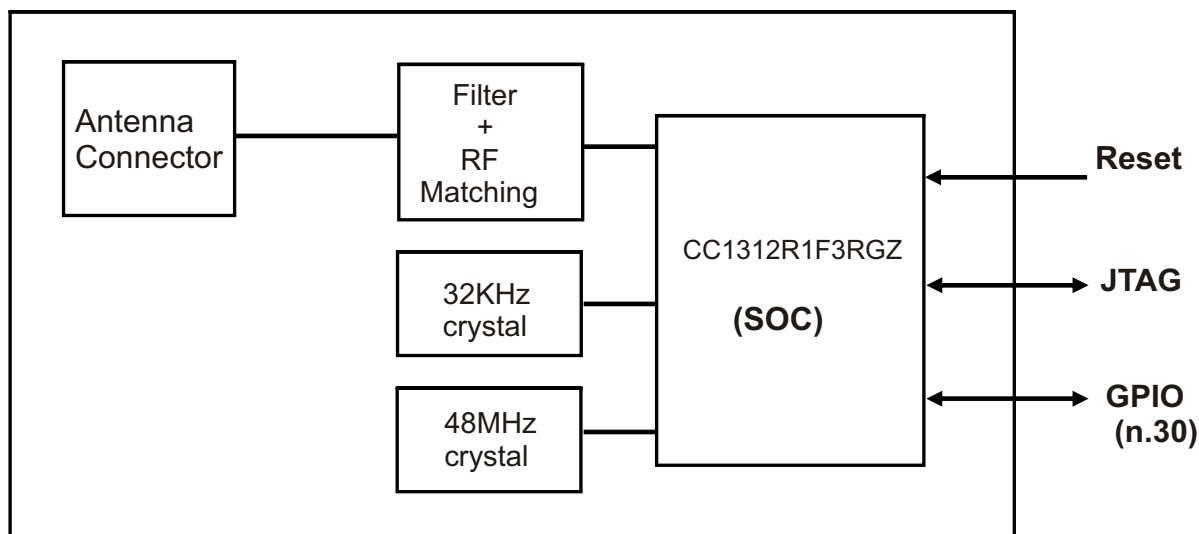 Antenna
Connector
Filter
+
RF
Matching
32KHz
crystal
48MHz
crystal
CC1312R1F3RGZ
(SOC)
Reset
JTAG
GPIO
(n.30)